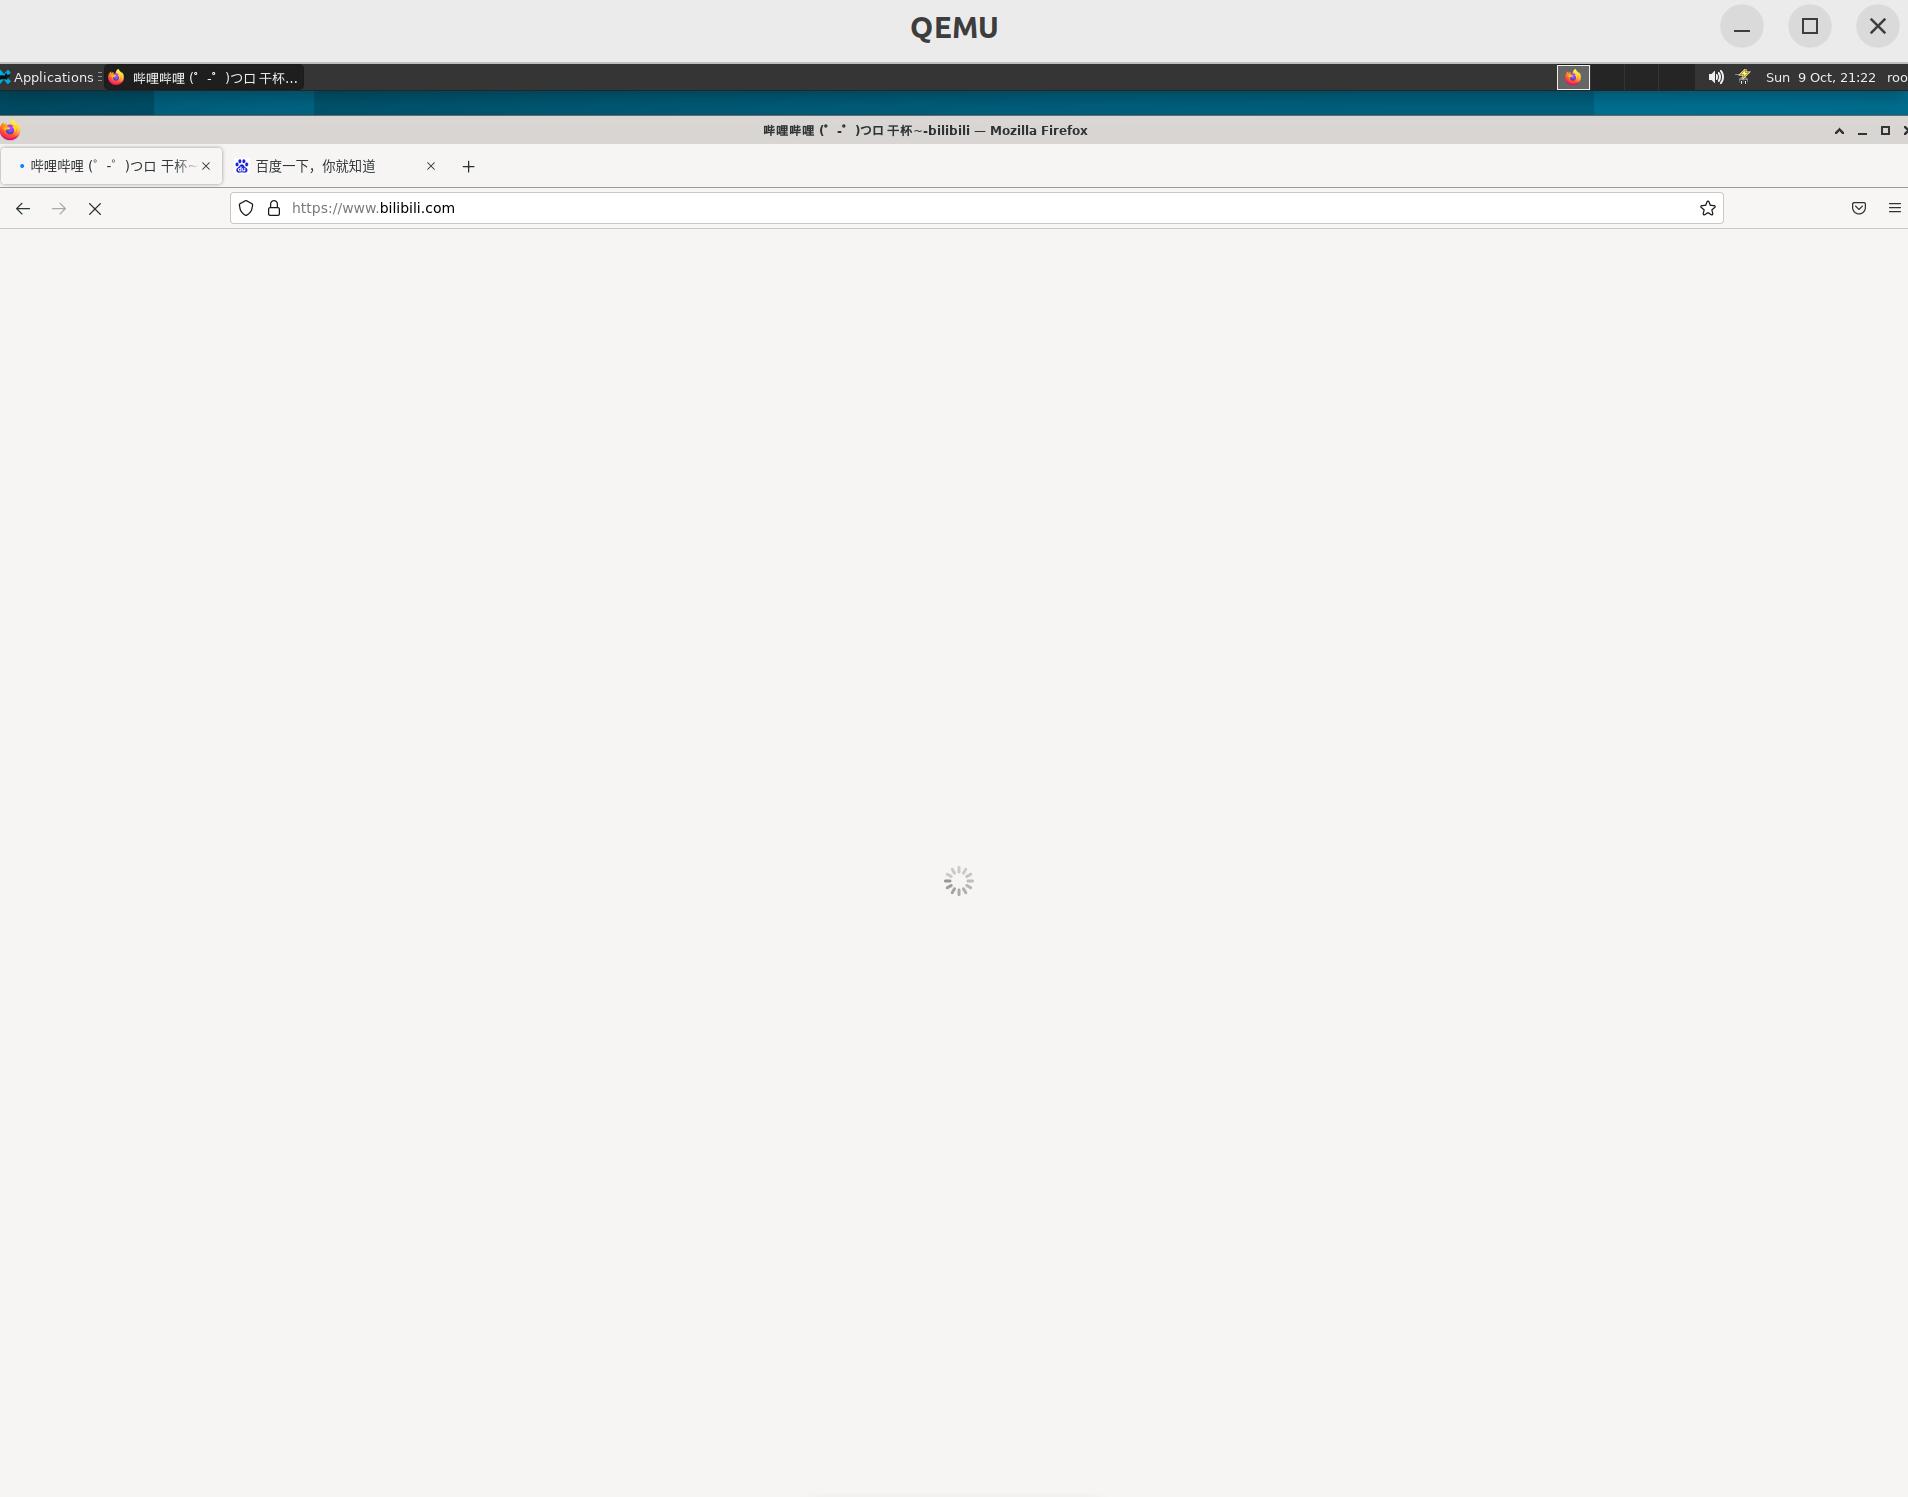 QEMU
Applications
哔哩哔哩 (゜-゜)つロ 干杯...
Sun 9 Oct, 21:22
roo
哔哩哔哩 (゜-゜)つロ 干杯~-bilibili — Mozilla Firefox
哔哩哔哩 (゜-゜)つロ 干杯~
百度一下，你就知道
https://www.bilibili.com